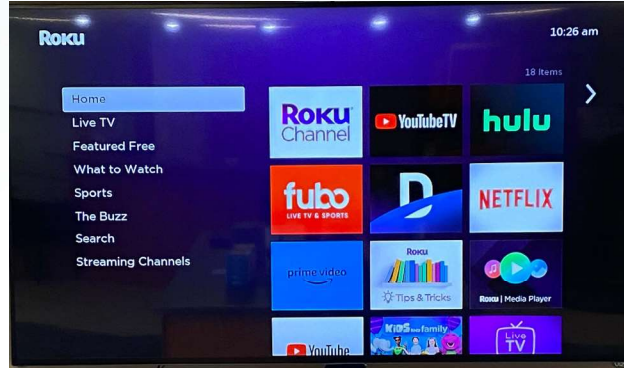 Roku
10:26 am
18 Items
Home
Live TV
Featured Free
What to Watch
Sports
The Buzz
Search
Streaming Channels
Roku
Channel
YouTubeTV
hulu
fubo
LIVE TV & SPORTS
D
NETFLIX
prime video
Roku
Tips & Tricks
Roku | Media Player
YouTube
KiDS and family
Live
TV